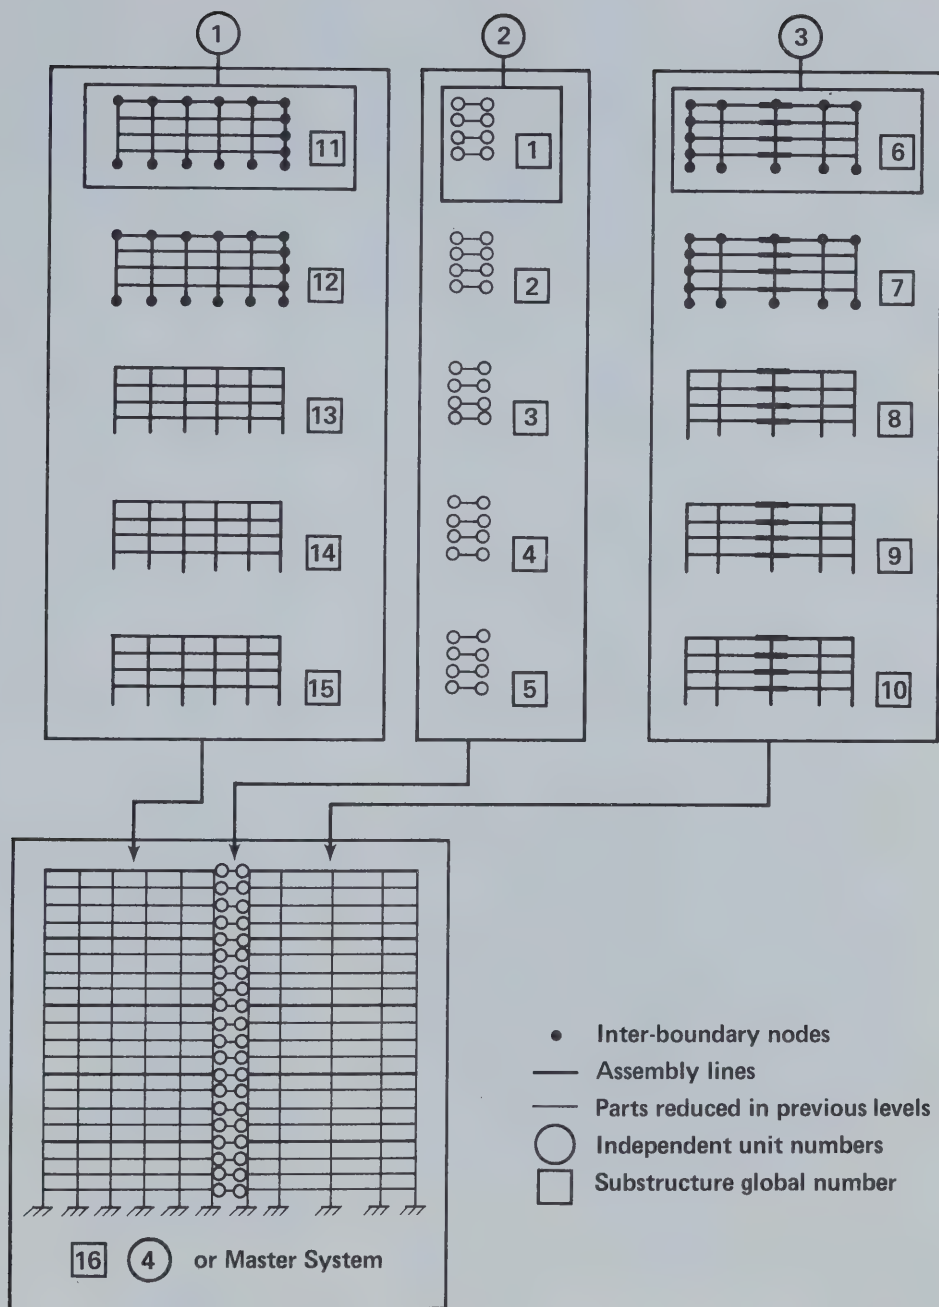 1 2 3
11 1 6
12 2 7
13 3 8
14 4 9
15 5 10
Inter-boundary nodes
Assembly lines
Parts reduced in previous levels
Independent unit numbers
Substructure global number
16 4 or Master System